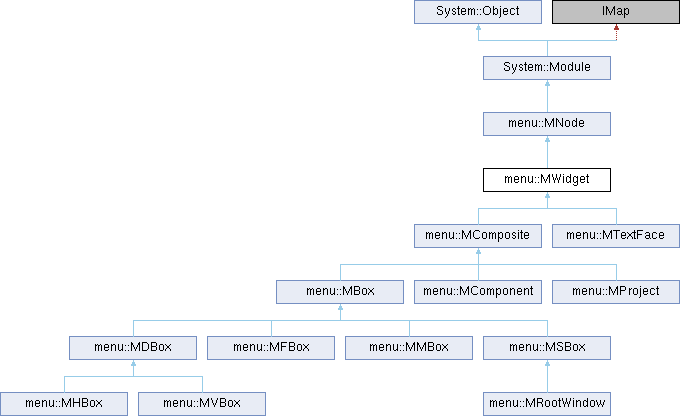 System::Object
IMap
System::Module
menu::MNode
menu::MWidget
menu::MComposite
menu::MTextFace
menu::MBox
menu::MComponent
menu::MProject
menu::MDBox
menu::MFBox
menu::MMBox
menu::MSBox
menu::MHBox
menu::MVBox
menu::MRootWindow